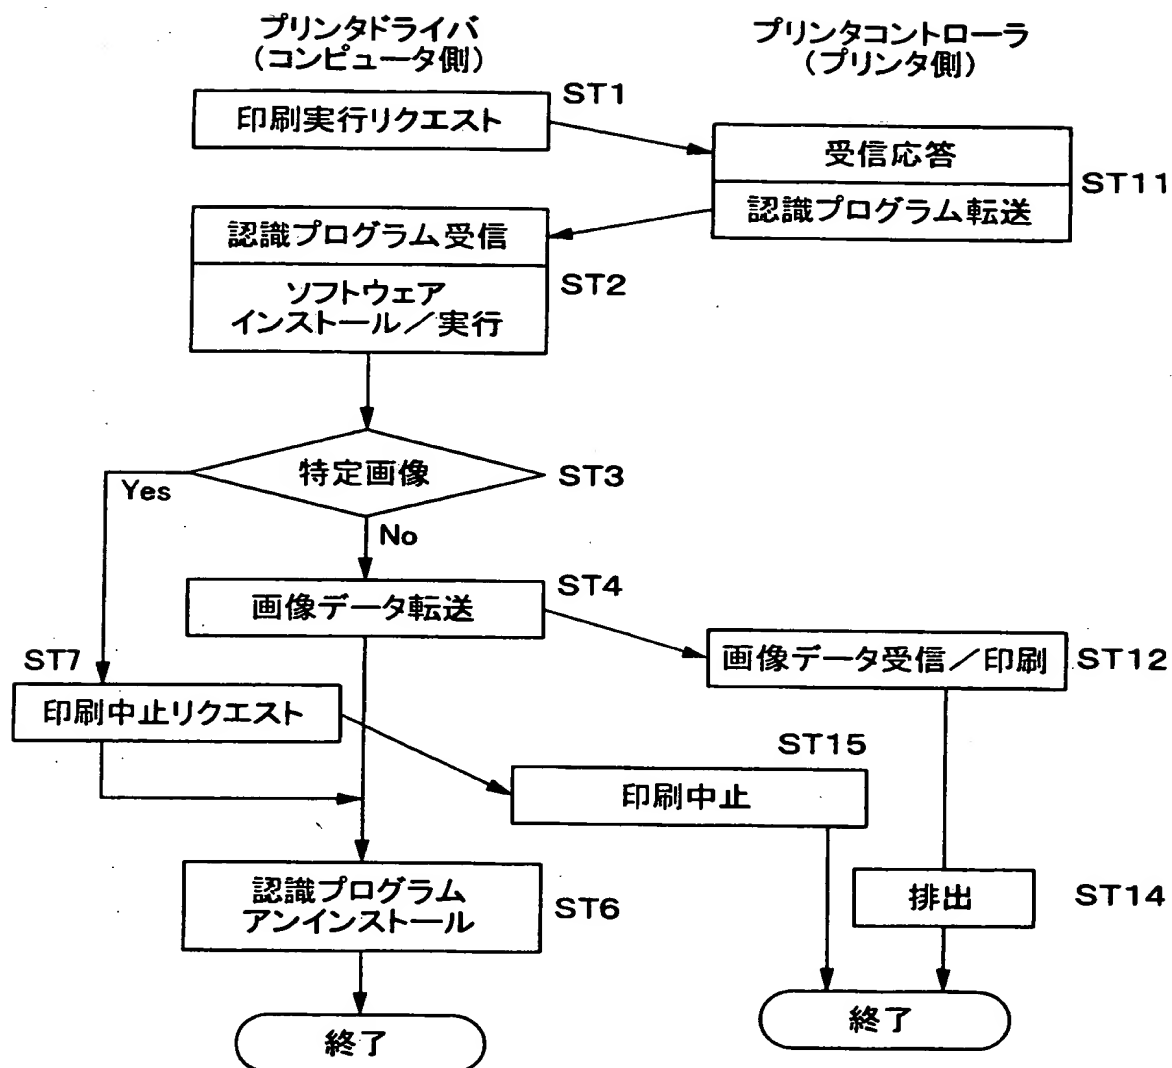 プリンタドライバ
(コンピュータ側)
プリンタコントローラ
(プリンタ側)
ST1
印刷実行リクエスト
受信応答
ST11
認識プログラム転送
認識プログラム受信
ST2
ソフトウェア
インストール／実行
特定画像
ST3
Yes
No
ST4
画像データ転送
画像データ受信／印刷
ST12
ST7
印刷中止リクエスト
ST15
印刷中止
認識プログラム
アンインストール
ST6
排出
ST14
終了
終了